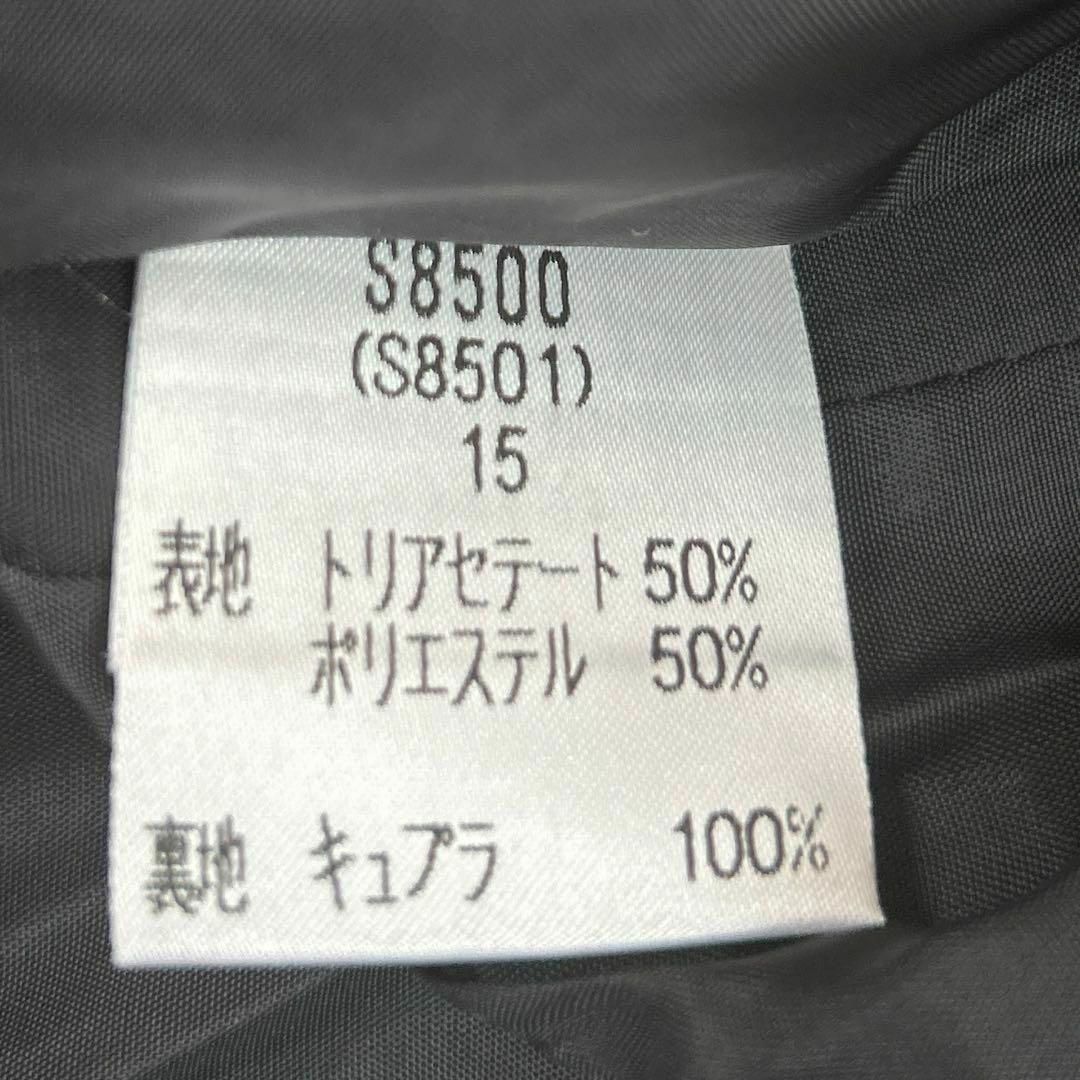 S8500
(S8501)
15
表地 トリアセテート 50%
ポリエステル 50%
裏地 キュプラ 100%